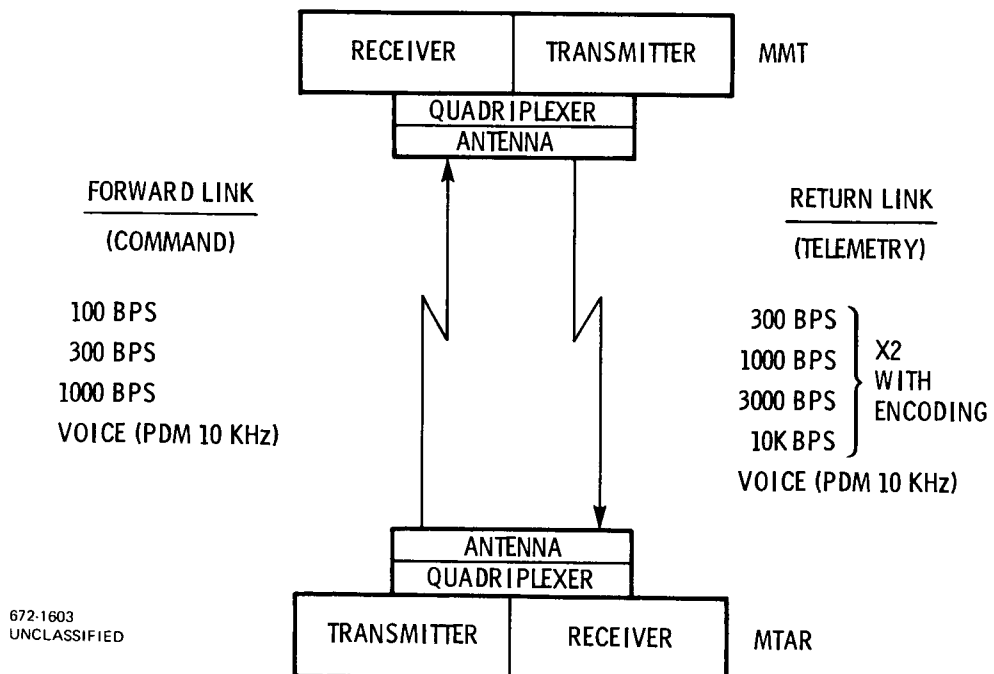 RECEIVER TRANSMITTER MMT
QUADRIPLEXER
ANTENNA
FORWARD LINK
(COMMAND)
100 BPS
300 BPS
1000 BPS
VOICE (PDM 10 KHz)
RETURN LINK
(TELEMETRY)
300 BPS
1000 BPS
3000 BPS
10K BPS
X2
WITH
ENCODING
VOICE (PDM 10 KHz)
ANTENNA
QUADRIPLEXER
TRANSMITTER RECEIVER MTAR
672-1603
UNCLASSIFIED